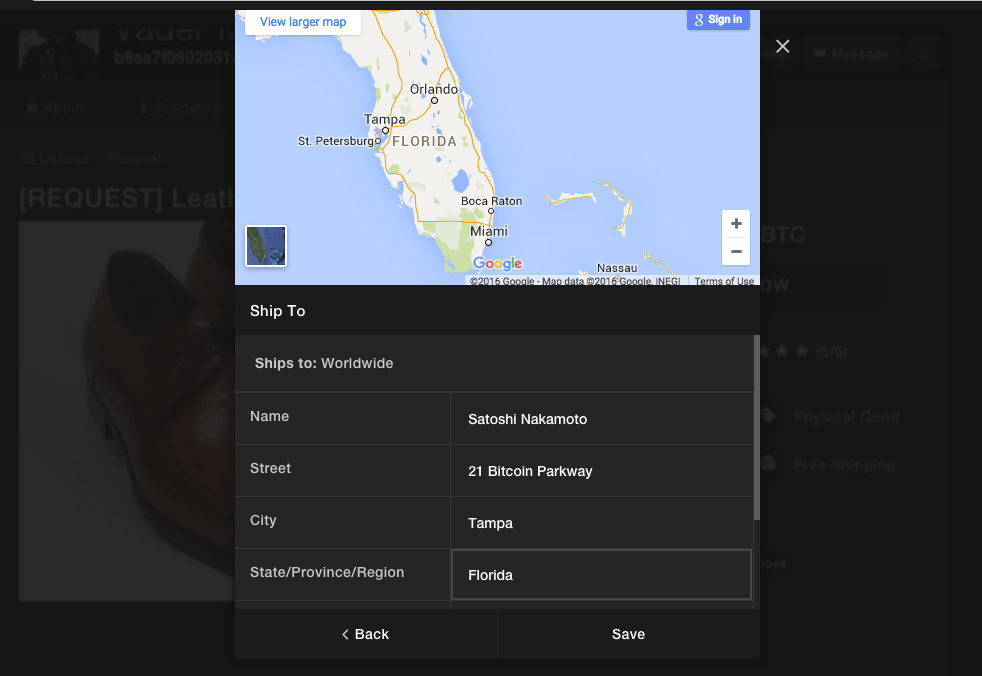 View larger map
Sign in
Orlando
Tampa
St. Petersburg
FLORIDA
Boca Raton
Miami
Google
Nassau
©2016 Google - Map data ©2016 Google, INEGI
Terms of Use
b8aa7f0602031
Message
About
Following
All Listings
Request
[REQUEST] Leath
BTC
(5/5)
Physical Good
Free Shipping
Ship To
Ships to: Worldwide
Name
Satoshi Nakamoto
Street
21 Bitcoin Parkway
City
Tampa
State/Province/Region
Florida
Back
Save